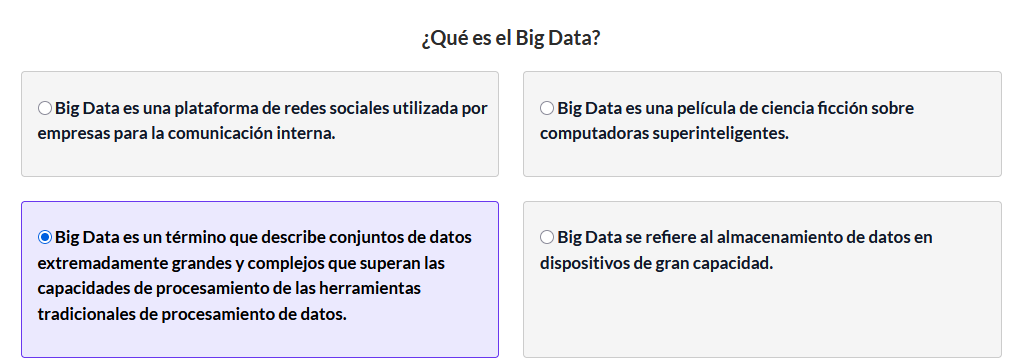 ¿Qué es el Big Data?
Big Data es una plataforma de redes sociales utilizada por
empresas para la comunicación interna.
Big Data es una película de ciencia ficción sobre
computadoras superinteligentes.
Big Data es un término que describe conjuntos de datos
extremadamente grandes y complejos que superan las
capacidades de procesamiento de las herramientas
tradicionales de procesamiento de datos.
Big Data se refiere al almacenamiento de datos en
dispositivos de gran capacidad.